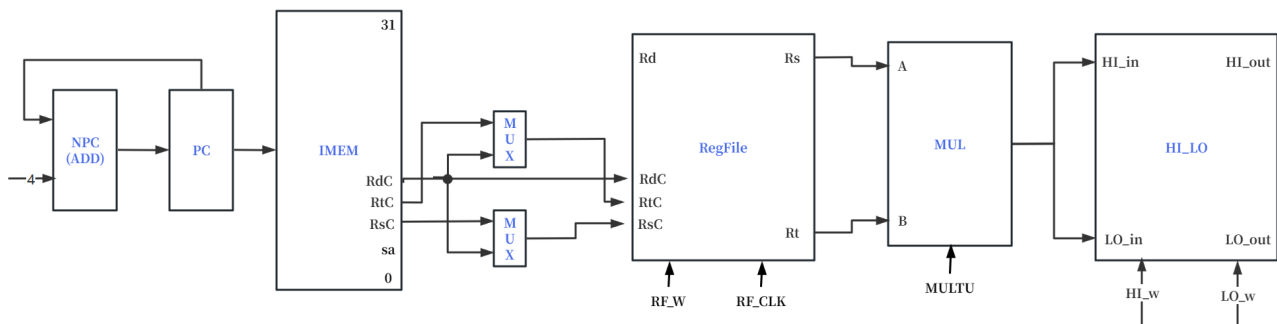 4
NPC
(ADD)
PC
31
IMEM
RdC
RtC
RsC
sa
0
M
U
X
M
U
X
Rd
Rs
RegFile
RdC
RtC
RsC
Rt
RF_W
RF_CLK
A
MUL
B
MULTU
HI_in
HI_out
HI_LO
LO_in
LO_out
HI_w
LO_w